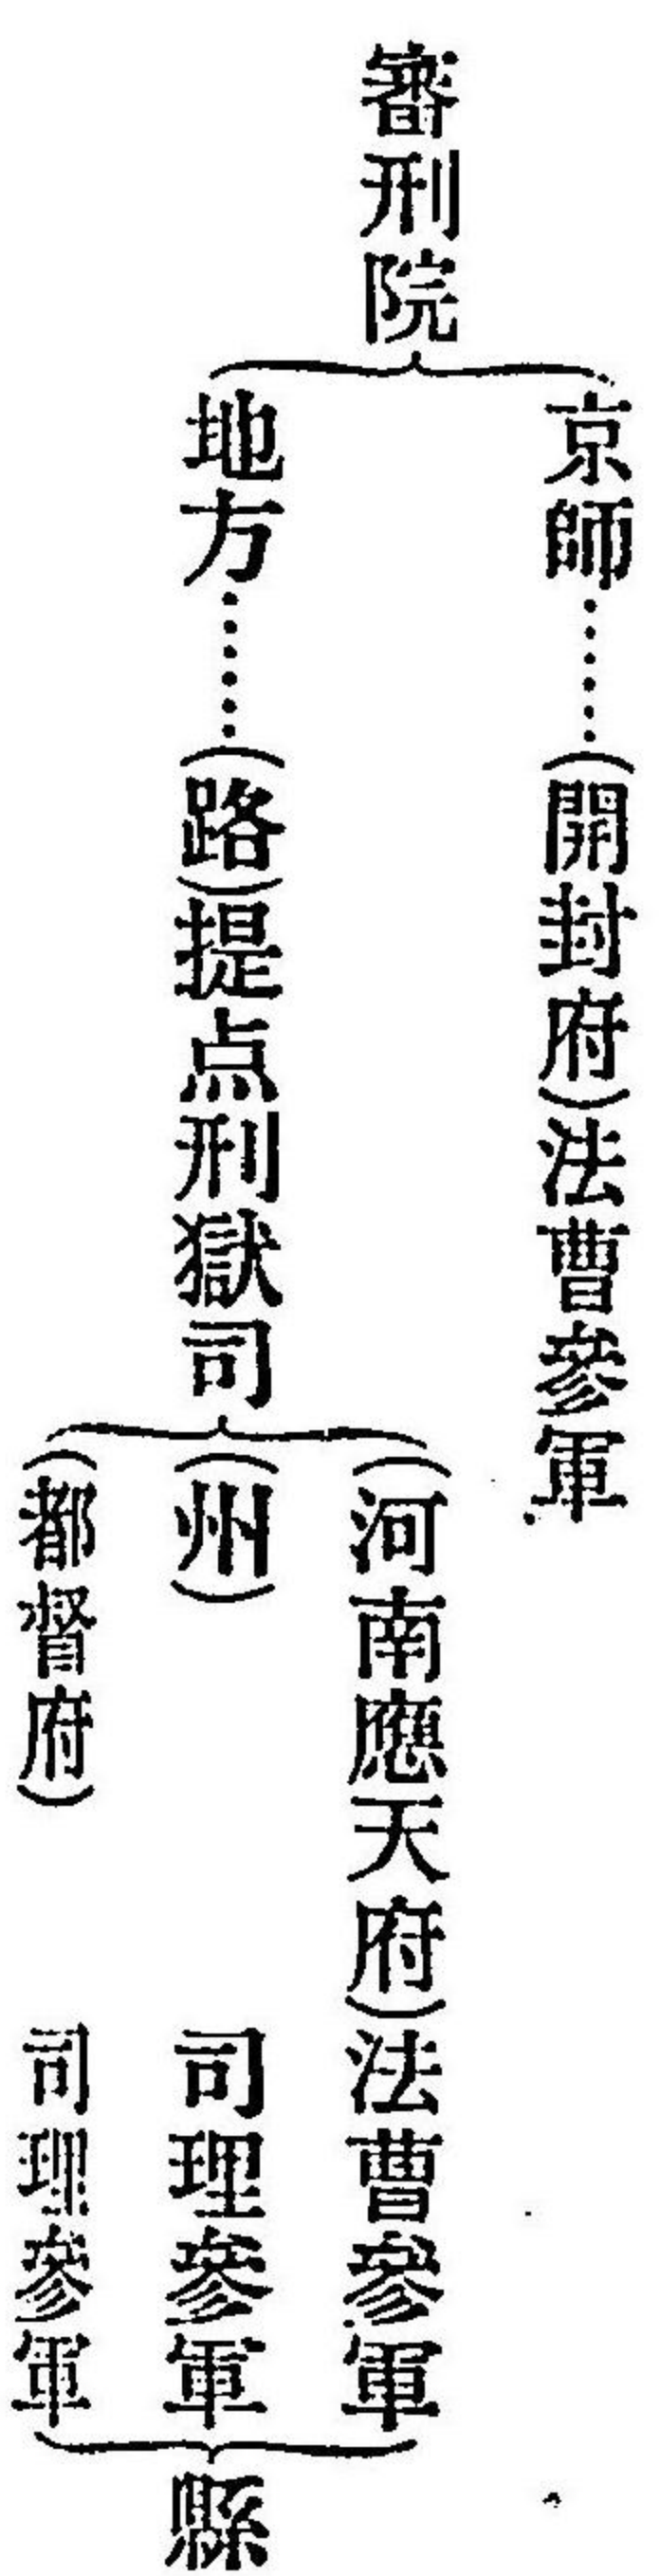 審刑院
京師……(開封府)法曹參軍
地方……(路)提点刑獄司
(河南應天府)法曹參軍
(州) 司理參軍
(都督府) 司理參軍
縣